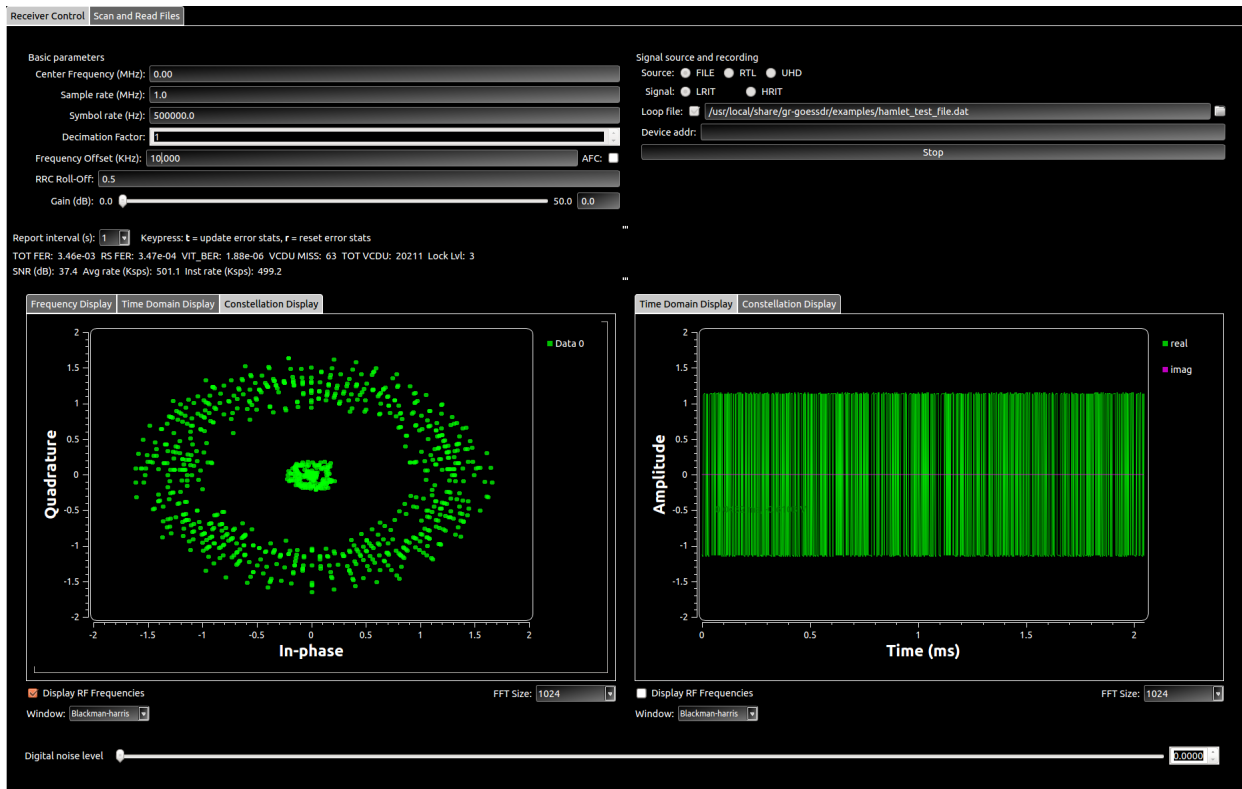 Receiver Control Scan and Read Files
Basic parameters
Center Frequency (MHz): 0.00
Sample rate (MHz): 1.0
Symbol rate (Hz): 500000.0
Decimation Factor: 1
Frequency Offset (KHz): 10.000 AFC:
RRC Roll-Off: 0.5
Gain (dB): 0.0 50.0 0.0
Signal source and recording
Source: FILE RTL UHD
Signal: LRIT HRIT
Loop file: /usr/local/share/gr-goessdr/examples/hamlet_test_file.dat
Device addr:
Stop
Report interval (s): 1 Keypress: t = update error stats, r = reset error stats
TOT FER: 3.46e-03 RS FER: 3.47e-04 VIT_BER: 1.88e-06 VCDU MISS: 63 TOT VCDU: 20211 Lock Lvl: 3
SNR (dB): 37.4 Avg rate (Ksps): 501.1 Inst rate (Ksps): 499.2
Frequency Display Time Domain Display Constellation Display
Data 0
Quadrature
2
1.5
1
0.5
0
-0.5
-1
-1.5
-2
-2 -1.5 -1 -0.5 0 0.5 1 1.5 2
In-phase
Display RF Frequencies FFT Size: 1024
Window: Blackman-harris
Time Domain Display Constellation Display
real
imag
Amplitude
2
1.5
1
0.5
0
-0.5
-1
-1.5
-2
0 0.5 1 1.5 2
Time (ms)
Display RF Frequencies FFT Size: 1024
Window: Blackman-harris
Digital noise level 0.0000